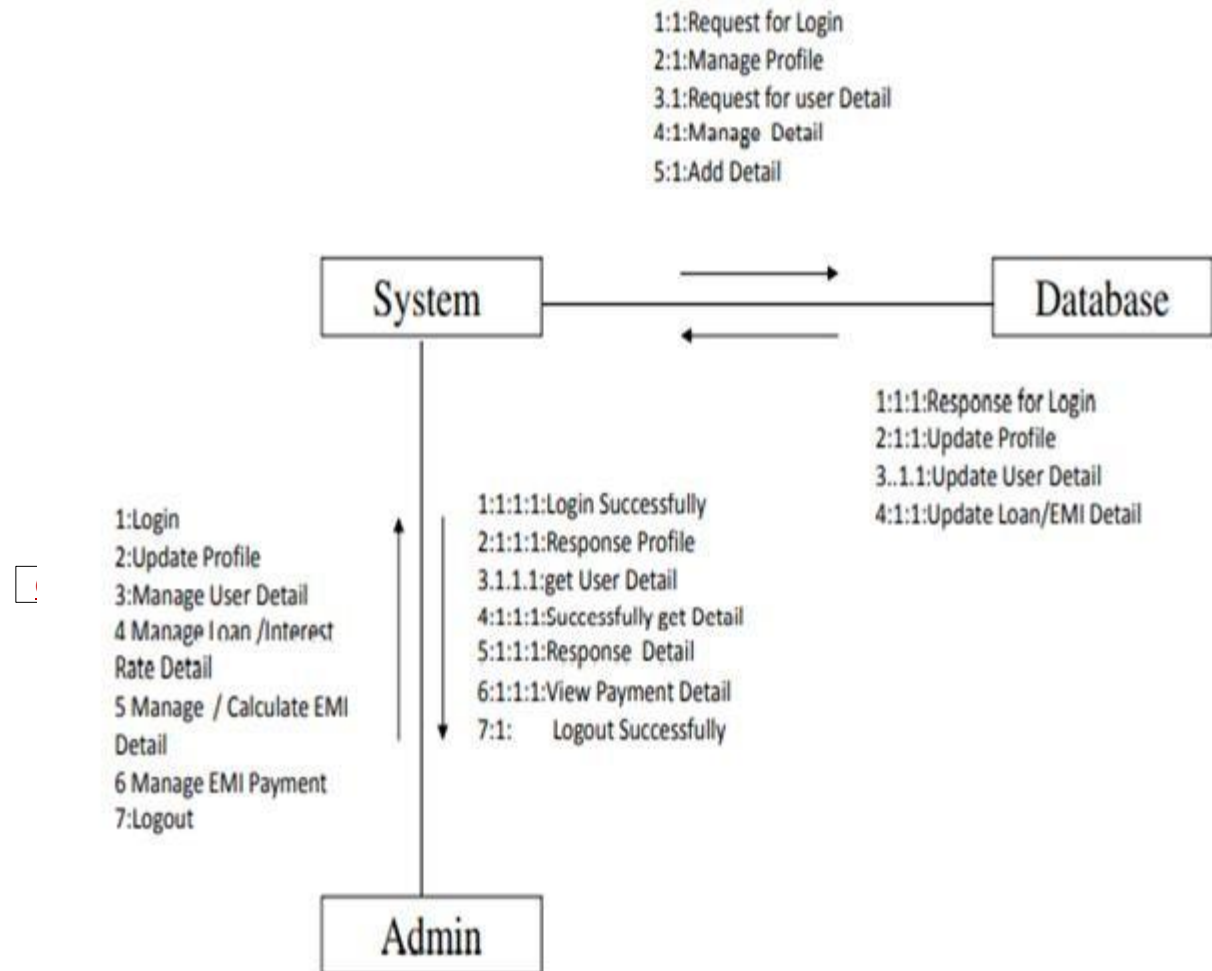 1:1:Request for Login
2:1:Manage Profile
3.1:Request for user Detail
4:1:Manage Detail
5:1:Add Detail
System
Database
1:1:1:Response for Login
2:1:1:Update Profile
3..1.1:Update User Detail
4:1:1:Update Loan/EMI Detail
1:Login
2:Update Profile
3:Manage User Detail
4 Manage Loan /Interest
Rate Detail
5 Manage / Calculate EMI
Detail
6 Manage EMI Payment
7:Logout
1:1:1:1:Login Successfully
2:1:1:1:Response Profile
3.1.1.1:get User Detail
4:1:1:1:Successfully get Detail
5:1:1:1:Response Detail
6:1:1:1:View Payment Detail
7:1: Logout Successfully
Admin